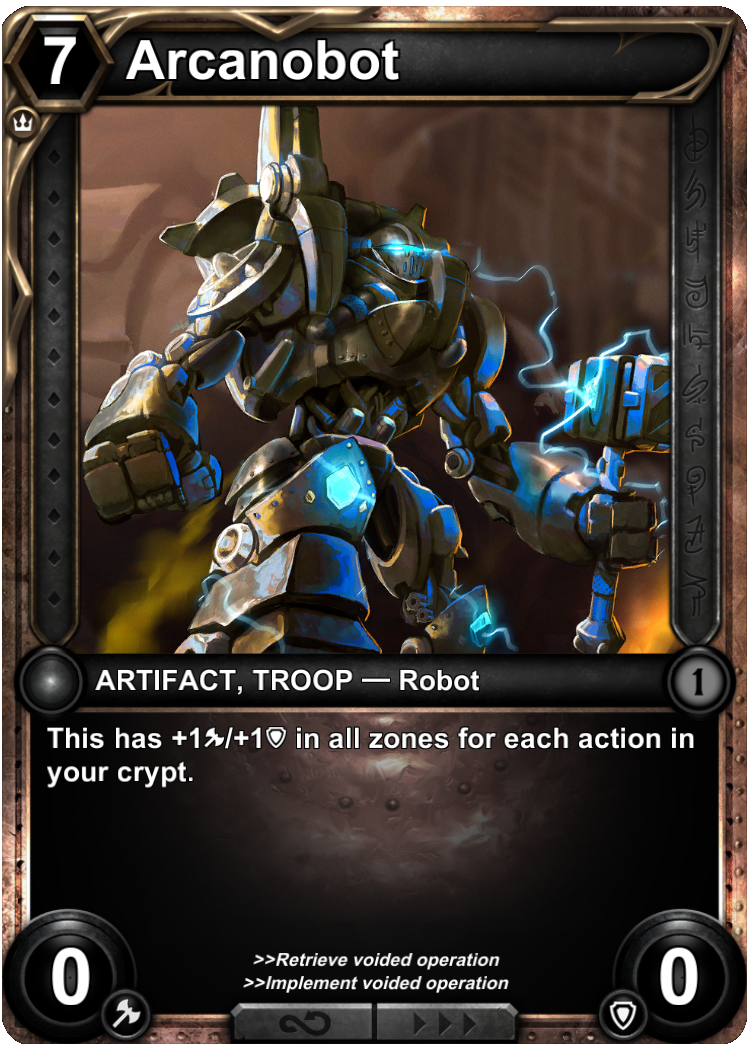 7 Arcanobot
ARTIFACT, TROOP — Robot
1
This has +1/+1 in all zones for each action in
your crypt.
>>Retrieve voided operation
>>Implement voided operation
0
0